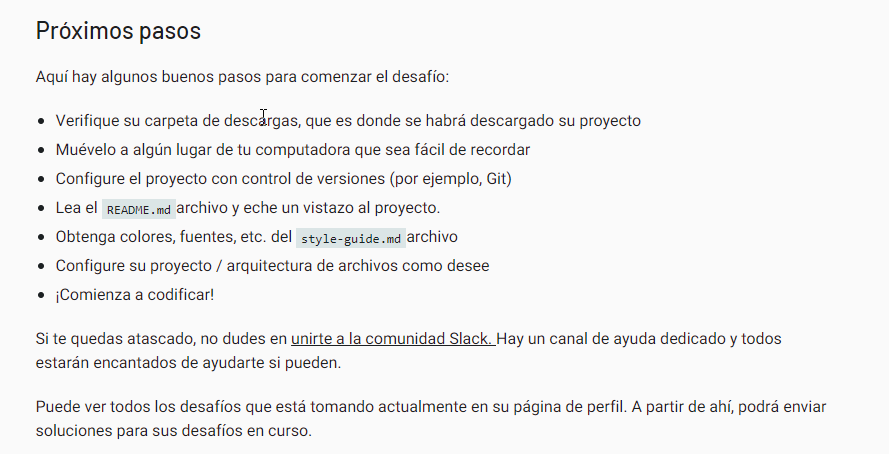 Próximos pasos
Aquí hay algunos buenos pasos para comenzar el desafío:
Verifique su carpeta de descargas, que es donde se habrá descargado su proyecto
Muévelo a algún lugar de tu computadora que sea fácil de recordar
Configure el proyecto con control de versiones (por ejemplo, Git)
Lea el README.md archivo y eche un vistazo al proyecto.
Obtenga colores, fuentes, etc. del style-guide.md archivo
Configure su proyecto / arquitectura de archivos como desee
¡Comienza a codificar!
Si te quedas atascado, no dudes en unirte a la comunidad Slack. Hay un canal de ayuda dedicado y todos
estarán encantados de ayudarte si pueden.
Puede ver todos los desafíos que está tomando actualmente en su página de perfil. A partir de ahí, podrá enviar
soluciones para sus desafíos en curso.